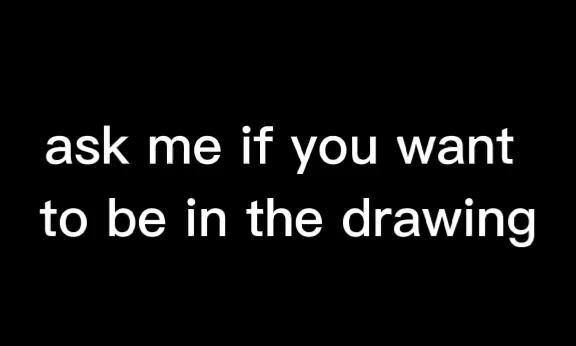 ask me if you want
to be in the drawing